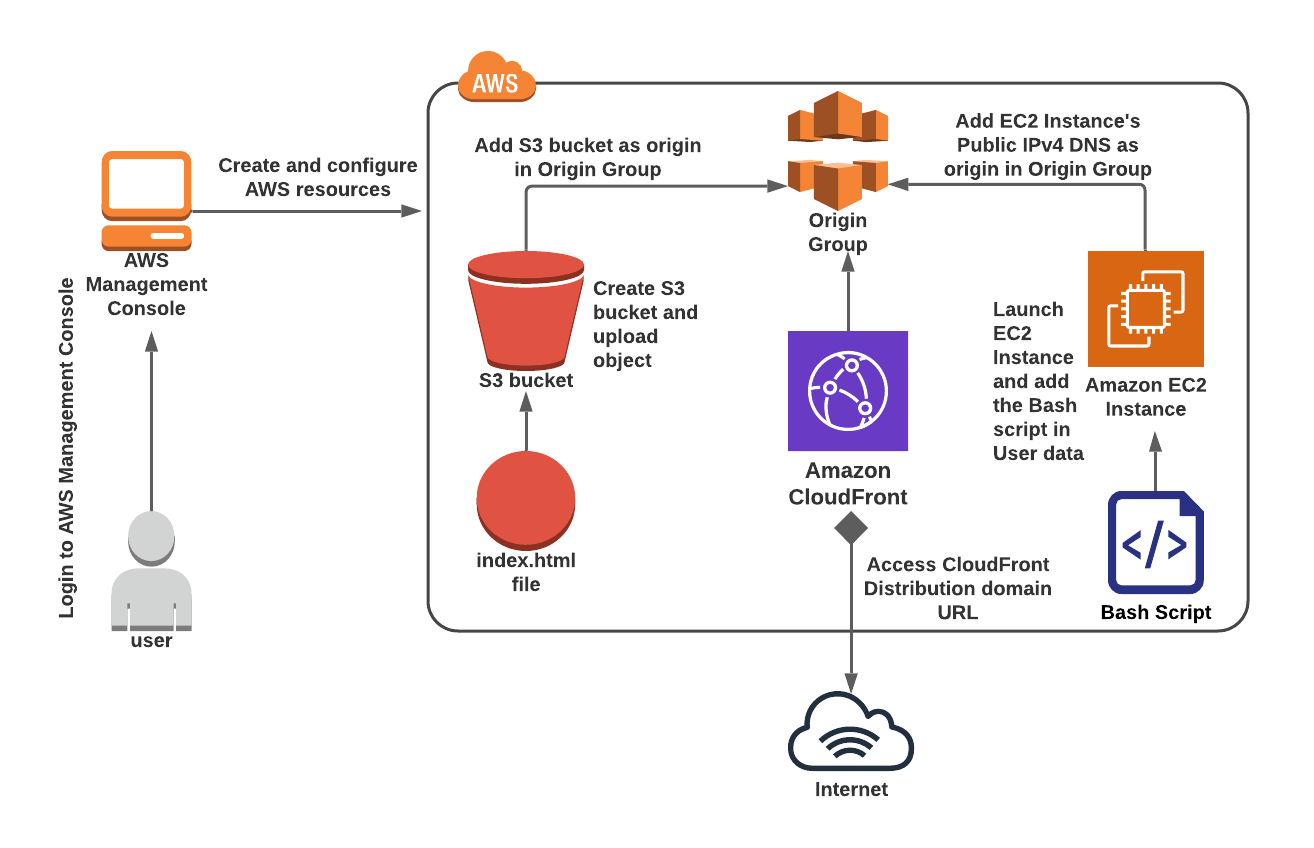 AWS
Create and configure
AWS resources
AWS
Management
Console
Login to AWS Management Console
user
Add S3 bucket as origin
in Origin Group
Origin
Group
Add EC2 Instance's
Public IPv4 DNS as
origin in Origin Group
Create S3
bucket and
upload
object
S3 bucket
index.html
file
Amazon
CloudFront
Launch
EC2
Instance
and add
the Bash
script in
User data
Amazon EC2
Instance
</>
Bash Script
Access CloudFront
Distribution domain
URL
Internet